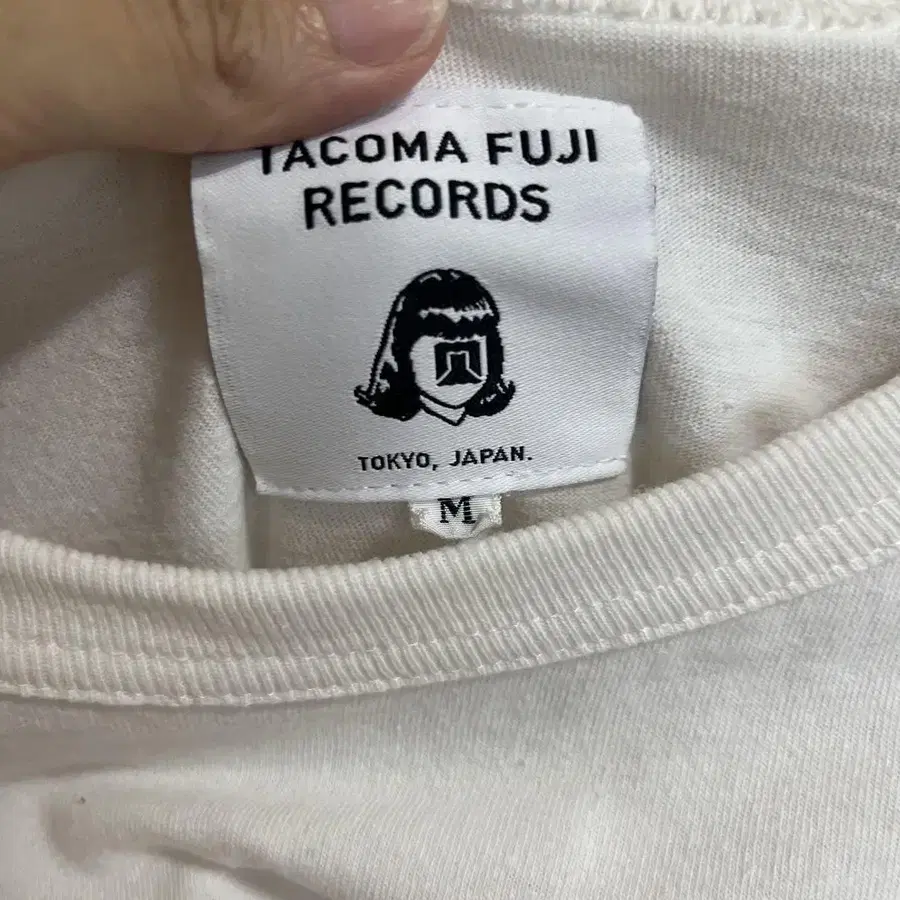 TACOMA FUJI
RECORDS
TOKYO, JAPAN.
M